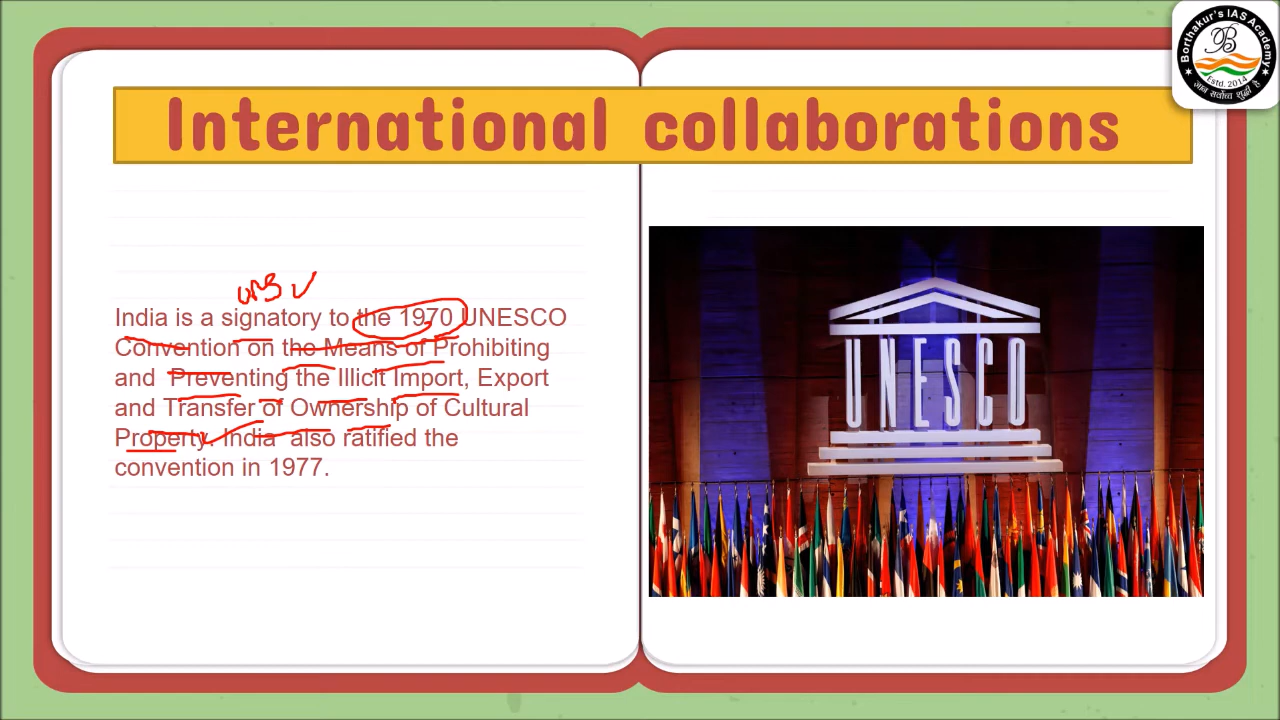 International collaborations
Borthakur's IAS Academy
B
Estd. 2014
ज्ञान सर्वोच्च शुद्धी है
India is a signatory to the 1970 UNESCO
Convention on the Means of Prohibiting
and Preventing the Illicit Import, Export
and Transfer of Ownership of Cultural
Property. India also ratified the
convention in 1977.
UNESCO